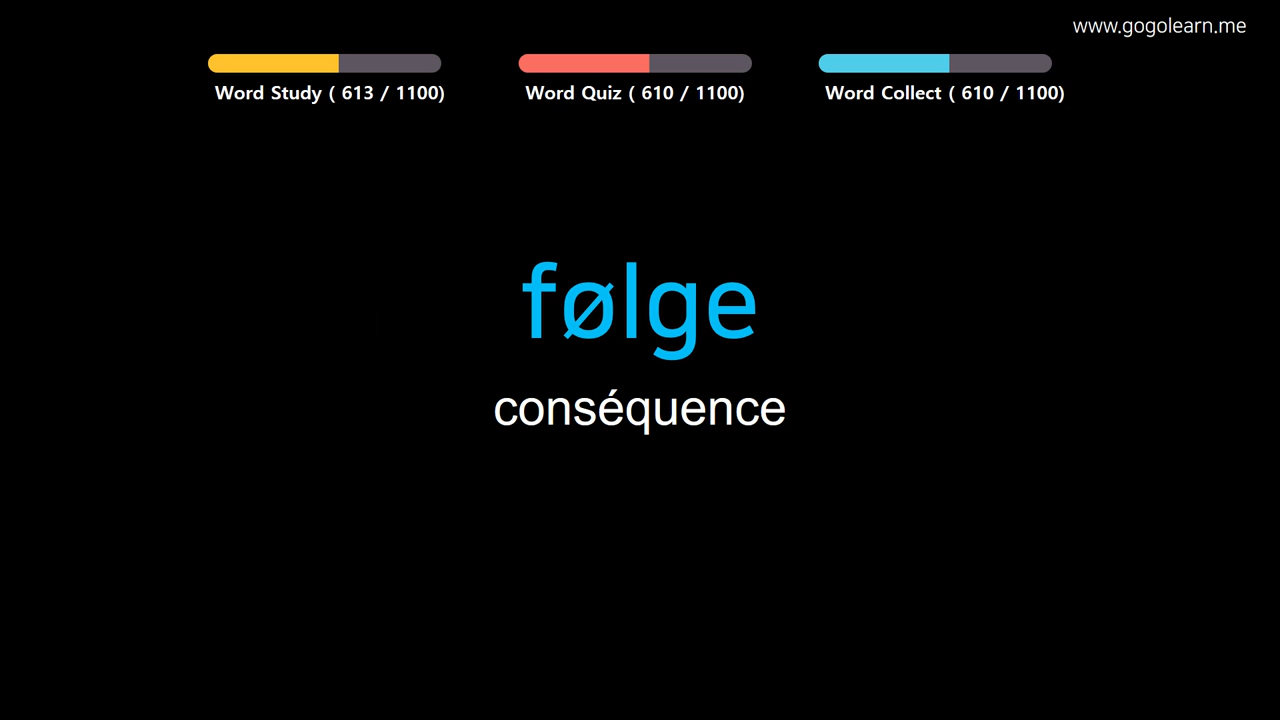 www.gogolearn.me
Word Study ( 613 / 1100)
Word Quiz ( 610 / 1100)
Word Collect ( 610 / 1100)
følge
conséquence